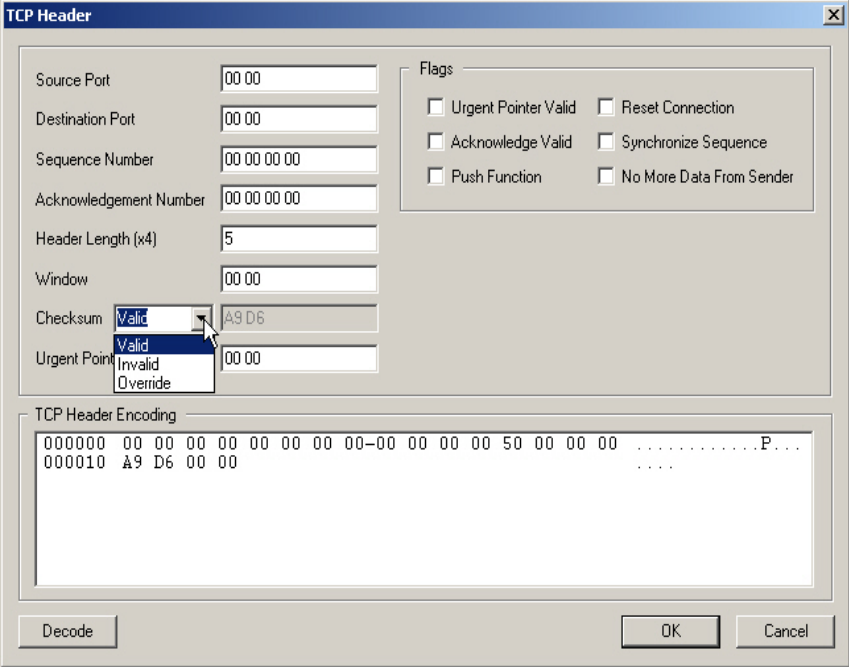 TCP Header
Source Port 00 00
Destination Port 00 00
Sequence Number 00 00 00 00
Acknowledgement Number 00 00 00 00
Header Length (x4) 5
Window 00 00
Checksum Valid A9 D6
Valid
Invalid
Override
Urgent Point 00 00
Flags
Urgent Pointer Valid Reset Connection
Acknowledge Valid Synchronize Sequence
Push Function No More Data From Sender
TCP Header Encoding
000000 00 00 00 00 00 00 00 00-00 00 00 00 50 00 00 00 ............P...
000010 A9 D6 00 00 ....
Decode OK Cancel